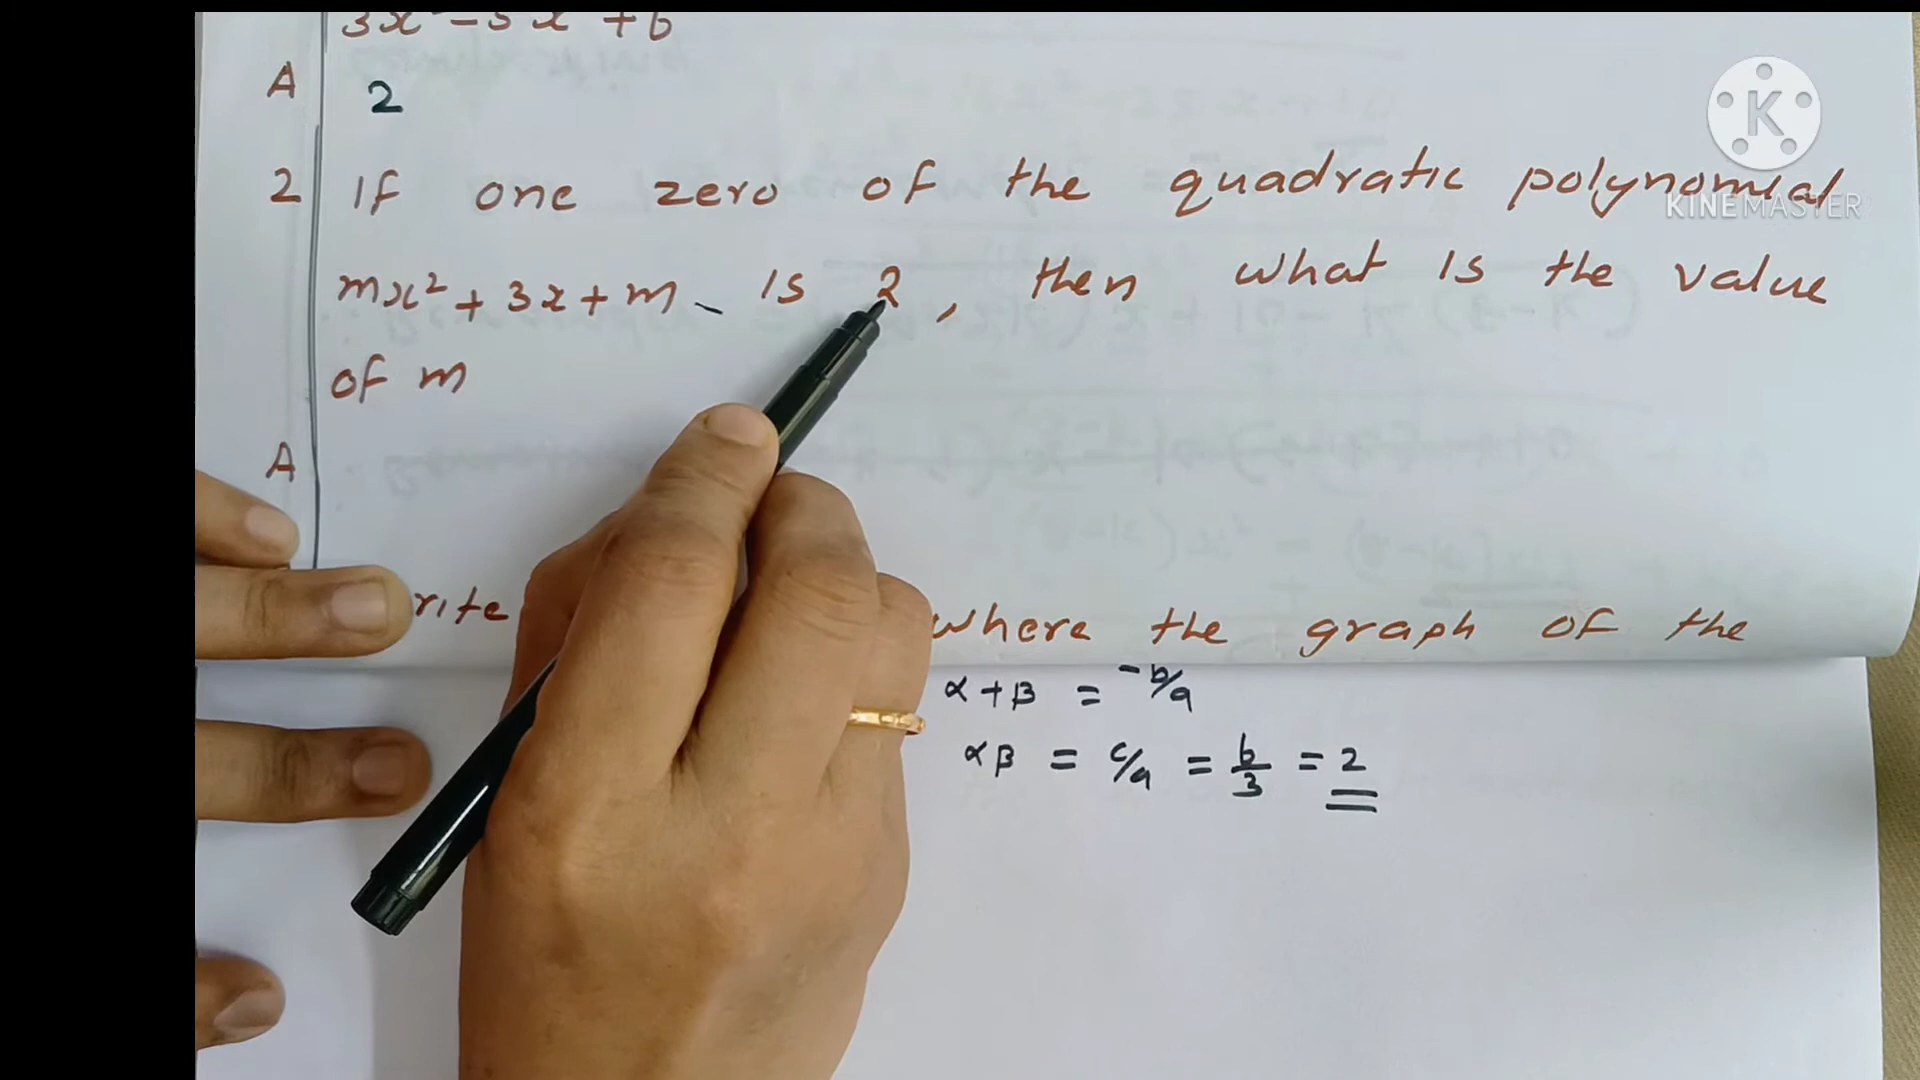 3x² - 5x + 6
A 2
2 If one zero of the quadratic polynomial
mx² + 3x + m is 2, then what is the value
of m
A
rite where the graph of the
α + β = -b/a
αβ = c/a = 6/3 = 2
K
KINEMASTER